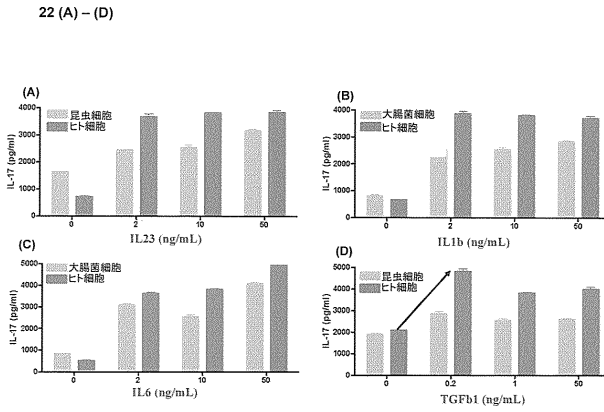 22 (A) – (D)
(A)
昆虫細胞
ヒト細胞
IL-17 (pg/ml)
4000
3000
2000
1000
0
0 2 10 50
IL23 (ng/mL)
(B)
大腸菌細胞
ヒト細胞
IL-17 (pg/ml)
4000
3000
2000
1000
0
0 2 10 50
IL1b (ng/mL)
(C)
大腸菌細胞
ヒト細胞
IL-17 (pg/ml)
5000
4000
3000
2000
1000
0
0 2 10 50
IL6 (ng/mL)
(D)
昆虫細胞
ヒト細胞
IL-17 (pg/ml)
5000
4000
3000
2000
1000
0
0 0.2 1 50
TGFb1 (ng/mL)